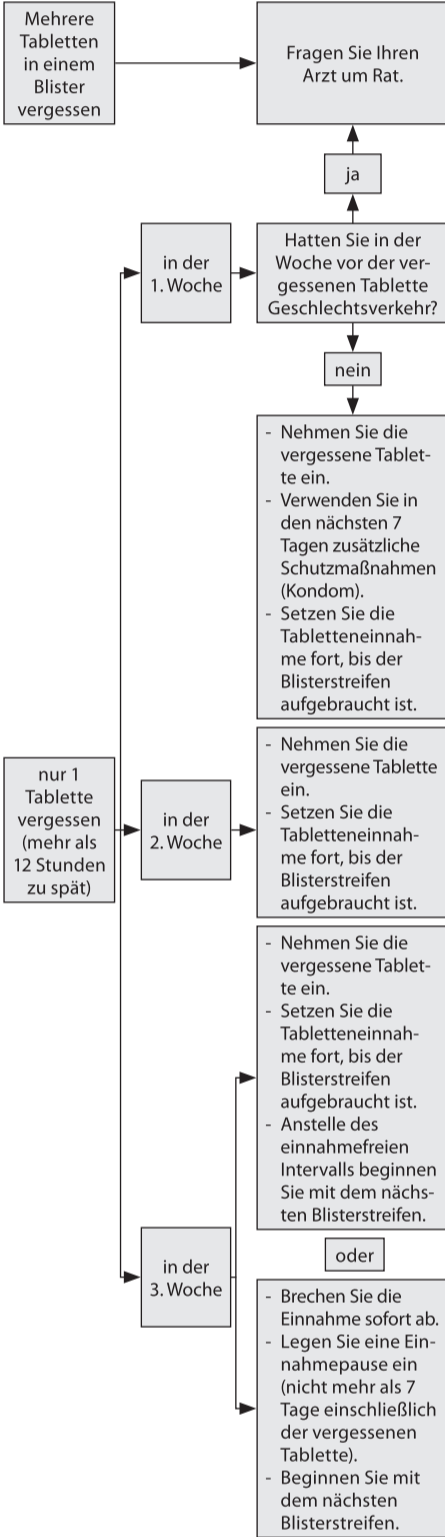 Mehrere
Tabletten
in einem
Blister
vergessen
Fragen Sie Ihren
Arzt um Rat.
ja
in der
1. Woche
Hatten Sie in der
Woche vor der ver-
gessenen Tablette
Geschlechtsverkehr?
nein
- Nehmen Sie die
vergessene Tablet-
te ein.
- Verwenden Sie in
den nächsten 7
Tagen zusätzliche
Schutzmaßnahmen
(Kondom).
- Setzen Sie die
Tabletteneinnah-
me fort, bis der
Blisterstreifen
aufgebraucht ist.
nur 1
Tablette
vergessen
(mehr als
12 Stunden
zu spät)
in der
2. Woche
- Nehmen Sie die
vergessene Tablette
ein.
- Setzen Sie die
Tabletteneinnah-
me fort, bis der
Blisterstreifen
aufgebraucht ist.
in der
3. Woche
- Nehmen Sie die
vergessene Tablet-
te ein.
- Setzen Sie die
Tabletteneinnah-
me fort, bis der
Blisterstreifen
aufgebraucht ist.
- Anstelle des
einnahmefreien
Intervalls beginnen
Sie mit dem nächs-
ten Blisterstreifen.
oder
- Brechen Sie die
Einnahme sofort ab.
- Legen Sie eine Ein-
nahmepause ein
(nicht mehr als 7
Tage einschließlich
der vergessenen
Tablette).
- Beginnen Sie mit
dem nächsten
Blisterstreifen.